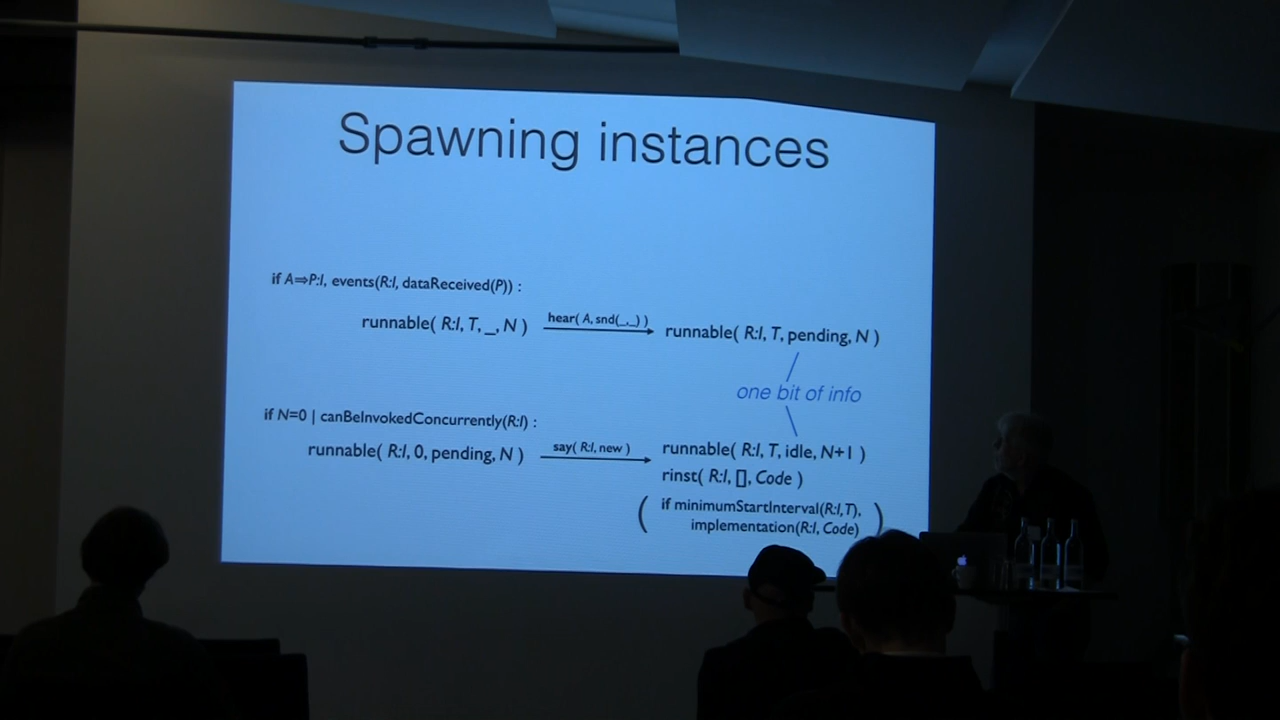 Spawning instances
if A⇒P:I, events(R:I, dataReceived(P)) :
runnable( R:I, T, _, N ) hear( A, snd(_,_) ) runnable( R:I, T, pending, N )
one bit of info
if N=0 | canBeInvokedConcurrently(R:I) :
runnable( R:I, 0, pending, N ) say( R:I, new ) runnable( R:I, T, idle, N+1 )
rinst( R:I, [], Code )
( if minimumStartInterval(R:I,T),
implementation(R:I, Code) )